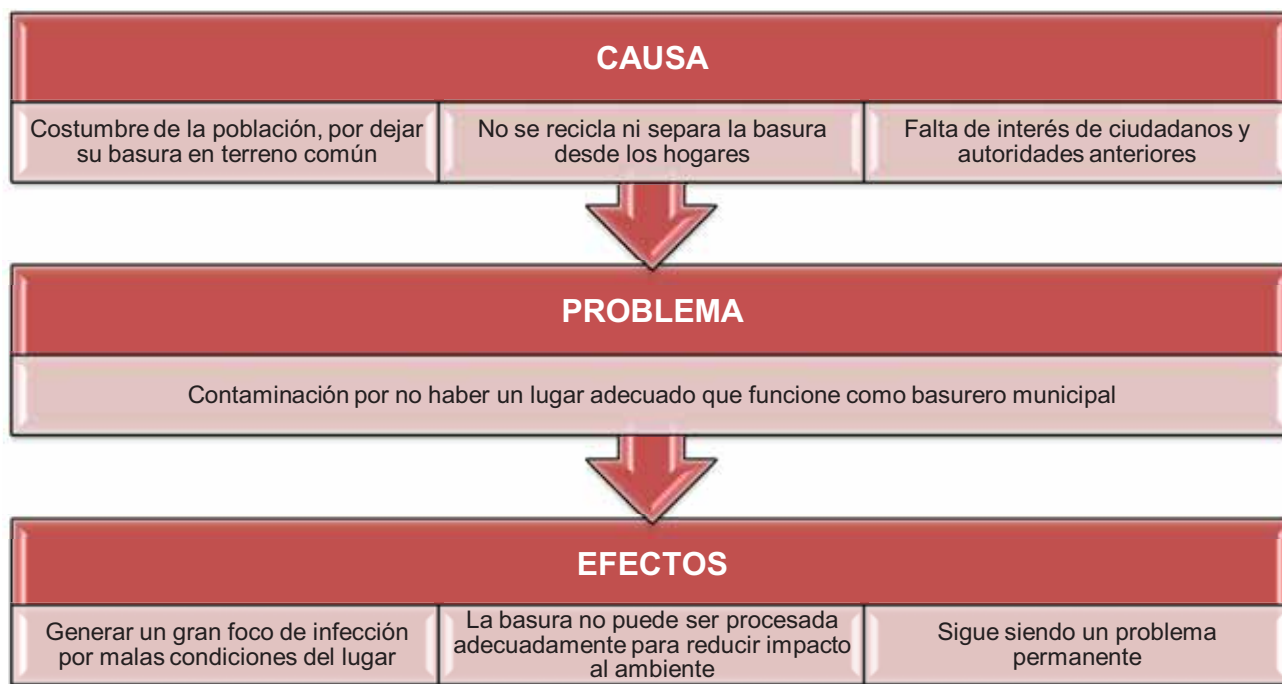 CAUSA
Costumbre de la población, por dejar
su basura en terreno común
No se recicla ni separa la basura
desde los hogares
Falta de interés de ciudadanos y
autoridades anteriores
PROBLEMA
Contaminación por no haber un lugar adecuado que funcione como basurero municipal
EFECTOS
Generar un gran foco de infección
por malas condiciones del lugar
La basura no puede ser procesada
adecuadamente para reducir impacto
al ambiente
Sigue siendo un problema
permanente